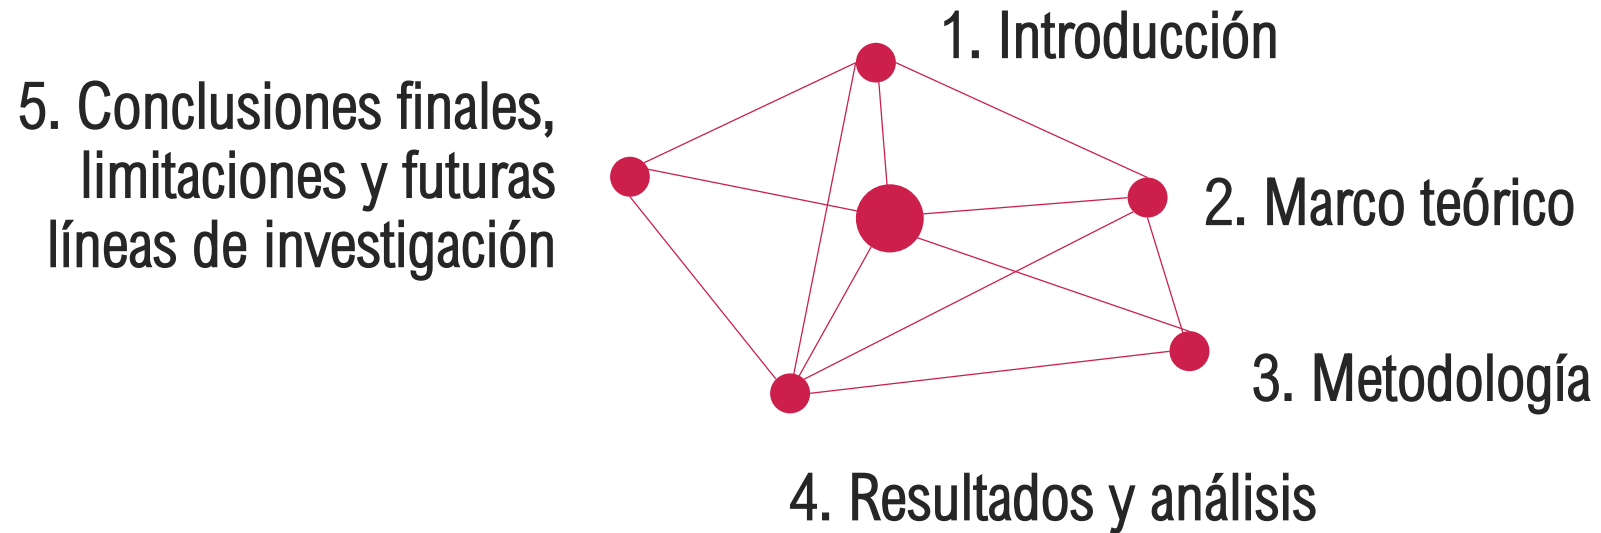 1. Introducción
5. Conclusiones finales,
limitaciones y futuras
líneas de investigación
2. Marco teórico
3. Metodología
4. Resultados y análisis